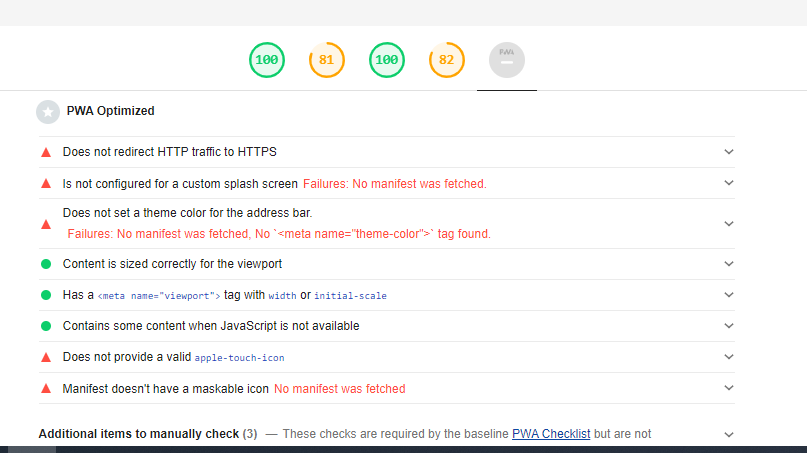 100 81 100 82 PWA
PWA Optimized
Does not redirect HTTP traffic to HTTPS
Is not configured for a custom splash screen Failures: No manifest was fetched.
Does not set a theme color for the address bar.
Failures: No manifest was fetched, No `<meta name="theme-color">` tag found.
Content is sized correctly for the viewport
Has a <meta name="viewport"> tag with width or initial-scale
Contains some content when JavaScript is not available
Does not provide a valid apple-touch-icon
Manifest doesn't have a maskable icon No manifest was fetched
Additional items to manually check (3) — These checks are required by the baseline PWA Checklist but are not